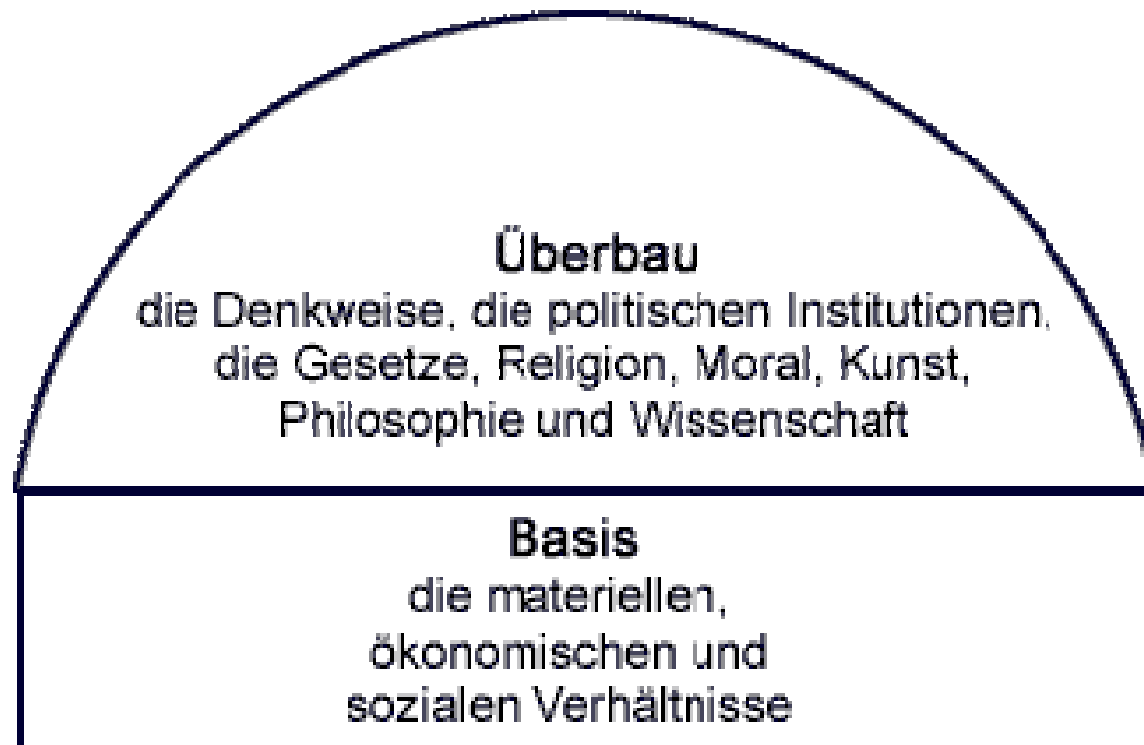 Überbau
die Denkweise, die politischen Institutionen,
die Gesetze, Religion, Moral, Kunst,
Philosophie und Wissenschaft
Basis
die materiellen,
ökonomischen und
sozialen Verhältnisse